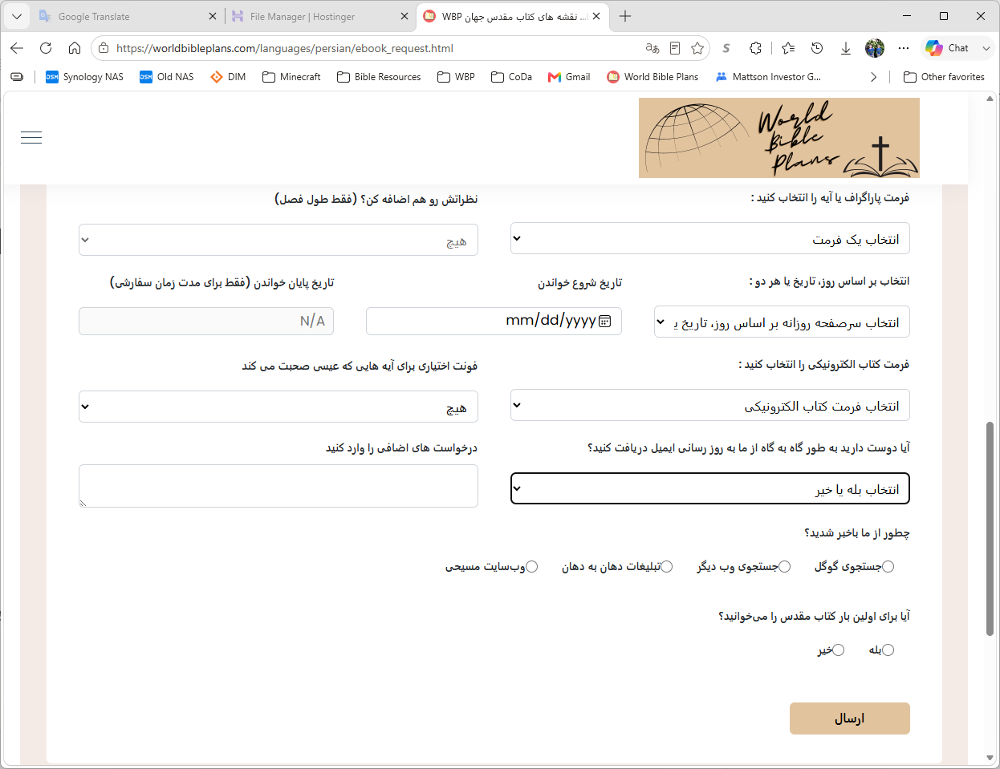 Google Translate
File Manager | Hostinger
WBP نقشه های کتاب مقدس جهان ...
https://worldbibleplans.com/languages/persian/ebook_request.html
Chat
Synology NAS
Old NAS
DIM
Minecraft
Bible Resources
WBP
CoDa
Gmail
World Bible Plans
Mattson Investor G...
Other favorites
World
Bible
Plans
فرمت پاراگراف یا آیه را انتخاب کنید :
نظراتش رو هم اضافه کن؟ (فقط طول فصل)
انتخاب یک فرمت
هیچ
انتخاب بر اساس روز، تاریخ یا هر دو :
تاریخ شروع خواندن
تاریخ پایان خواندن (فقط برای مدت زمان سفارشی)
انتخاب سرصفحه روزانه بر اساس روز، تاریخ ی
mm/dd/yyyy
N/A
فرمت کتاب الکترونیکی را انتخاب کنید :
فونت اختیاری برای آیه هایی که عیسی صحبت می کند
انتخاب فرمت کتاب الکترونیکی
هیچ
آیا دوست دارید به طور گاه به گاه از ما به روز رسانی ایمیل دریافت کنید؟
درخواست های اضافی را وارد کنید
انتخاب بله یا خیر
چطور از ما باخبر شدید؟
جستجوی گوگل
جستجوی وب دیگر
تبلیغات دهان به دهان
وب‌سایت مسیحی
آیا برای اولین بار کتاب مقدس را می‌خوانید؟
بله
خیر
ارسال